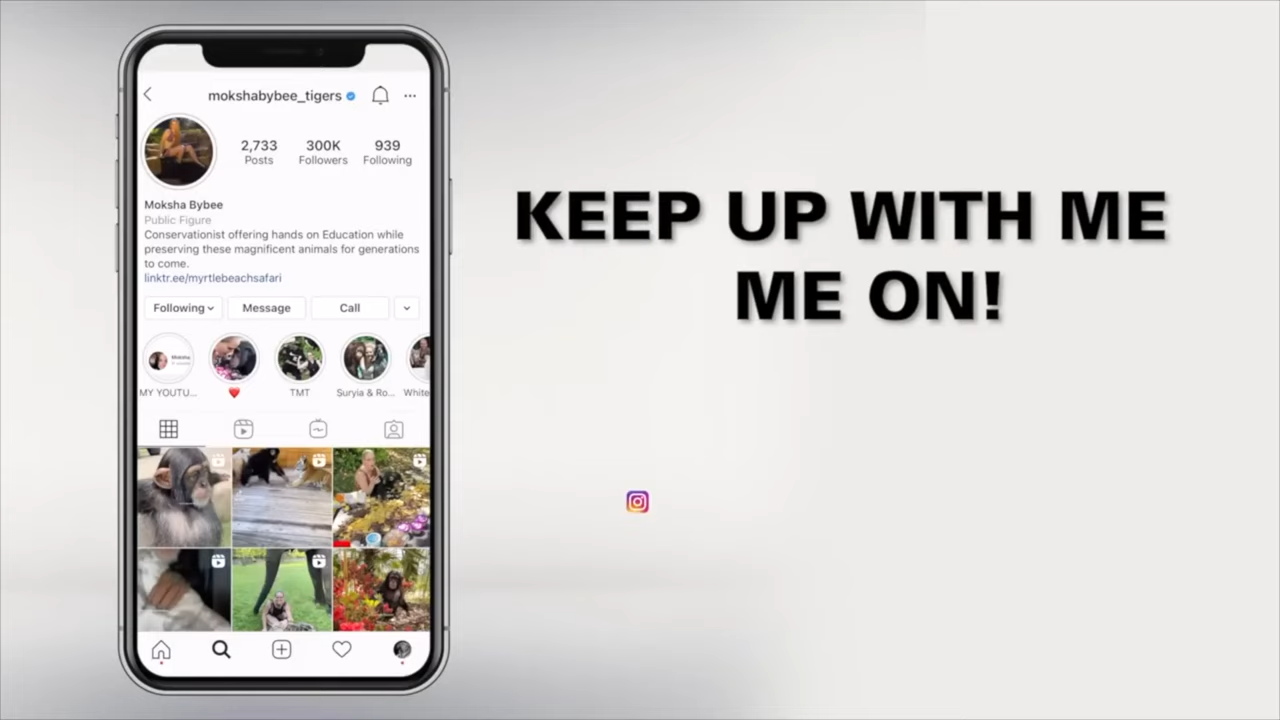 mokshabybee_tigers
2,733 300K 939
Posts Followers Following
Moksha Bybee
Public Figure
Conservationist offering hands on Education while
preserving these magnificent animals for generations
to come.
linktr.ee/myrtlebeachsafari
Following Message Call
MY YOUTU... TMT Suryia & Ro... White
KEEP UP WITH ME
ME ON!